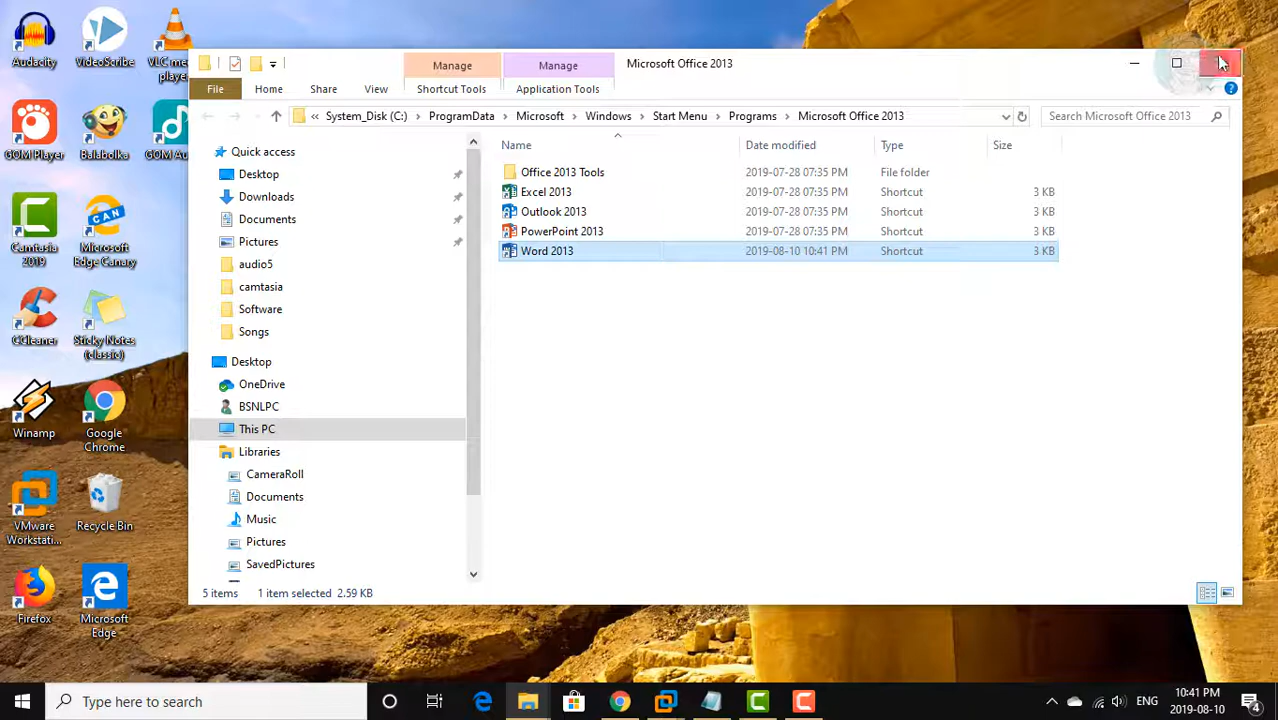 Audacity
VideoScribe
VLC me...
player
GOM Player
Balabolka
GOM Au
Camtasia
2019
Microsoft
Edge Canary
CCleaner
Sticky Notes
(classic)
Winamp
Google
Chrome
VMware
Workstati...
Recycle Bin
Firefox
Microsoft
Edge
Manage
Manage
Microsoft Office 2013
File
Home
Share
View
Shortcut Tools
Application Tools
« System_Disk (C:) > ProgramData > Microsoft > Windows > Start Menu > Programs > Microsoft Office 2013
Search Microsoft Office 2013
Quick access
Desktop
Downloads
Documents
Pictures
audio5
camtasia
Software
Songs
Desktop
OneDrive
BSNLPC
This PC
Libraries
CameraRoll
Documents
Music
Pictures
SavedPictures
Name Date modified Type Size
Office 2013 Tools 2019-07-28 07:35 PM File folder
Excel 2013 2019-07-28 07:35 PM Shortcut 3 KB
Outlook 2013 2019-07-28 07:35 PM Shortcut 3 KB
PowerPoint 2013 2019-07-28 07:35 PM Shortcut 3 KB
Word 2013 2019-08-10 10:41 PM Shortcut 3 KB
5 items 1 item selected 2.59 KB
Type here to search
ENG
10:41 PM
2019-08-10
4